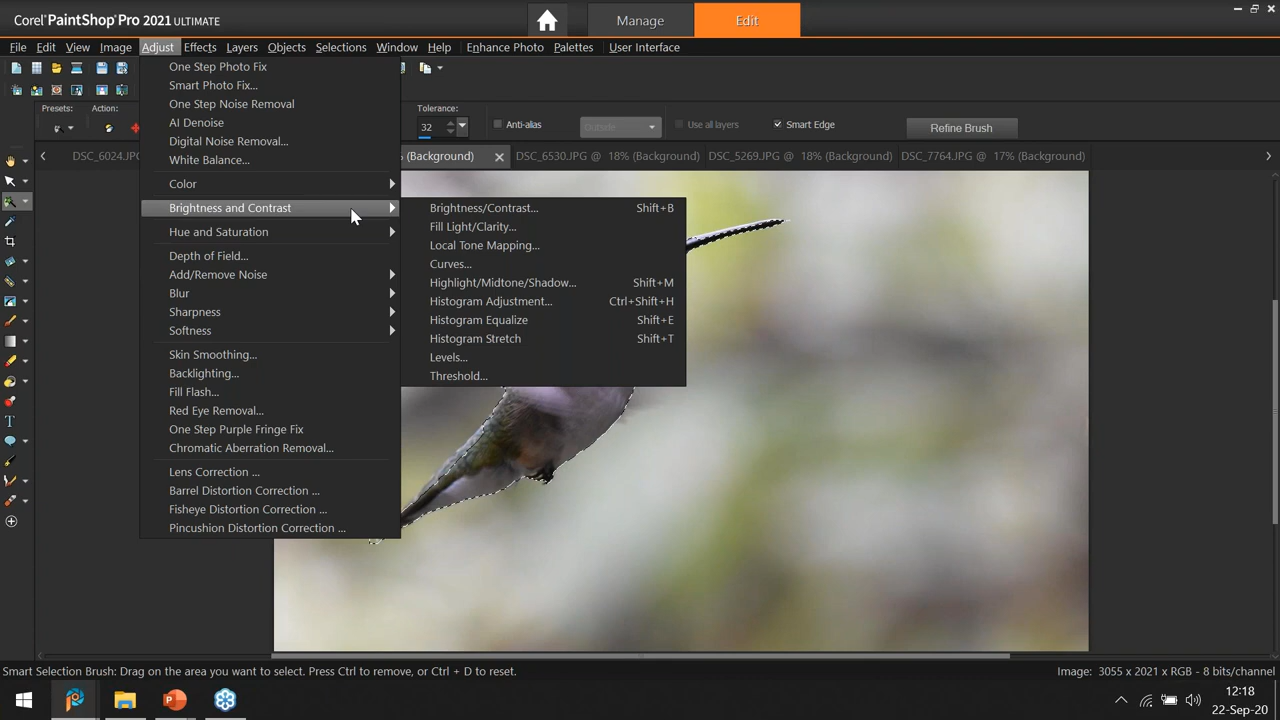 Corel PaintShop Pro 2021 ULTIMATE
Manage
Edit
File Edit View Image Adjust Effects Layers Objects Selections Window Help Enhance Photo Palettes User Interface
Presets:
Action:
Tolerance:
32
Anti-alias
Outside
Use all layers
Smart Edge
Refine Brush
DSC_6024.JPG
% (Background)
DSC_6530.JPG @ 18% (Background)
DSC_5269.JPG @ 18% (Background)
DSC_7764.JPG @ 17% (Background)
One Step Photo Fix
Smart Photo Fix...
One Step Noise Removal
AI Denoise
Digital Noise Removal...
White Balance...
Color
Brightness and Contrast
Hue and Saturation
Depth of Field...
Add/Remove Noise
Blur
Sharpness
Softness
Skin Smoothing...
Backlighting...
Fill Flash...
Red Eye Removal...
One Step Purple Fringe Fix
Chromatic Aberration Removal...
Lens Correction ...
Barrel Distortion Correction ...
Fisheye Distortion Correction ...
Pincushion Distortion Correction ...
Brightness/Contrast... Shift+B
Fill Light/Clarity...
Local Tone Mapping...
Curves...
Highlight/Midtone/Shadow... Shift+M
Histogram Adjustment... Ctrl+Shift+H
Histogram Equalize Shift+E
Histogram Stretch Shift+T
Levels...
Threshold...
Smart Selection Brush: Drag on the area you want to select. Press Ctrl to remove, or Ctrl + D to reset.
Image: 3055 x 2021 x RGB - 8 bits/channel
12:18
22-Sep-20